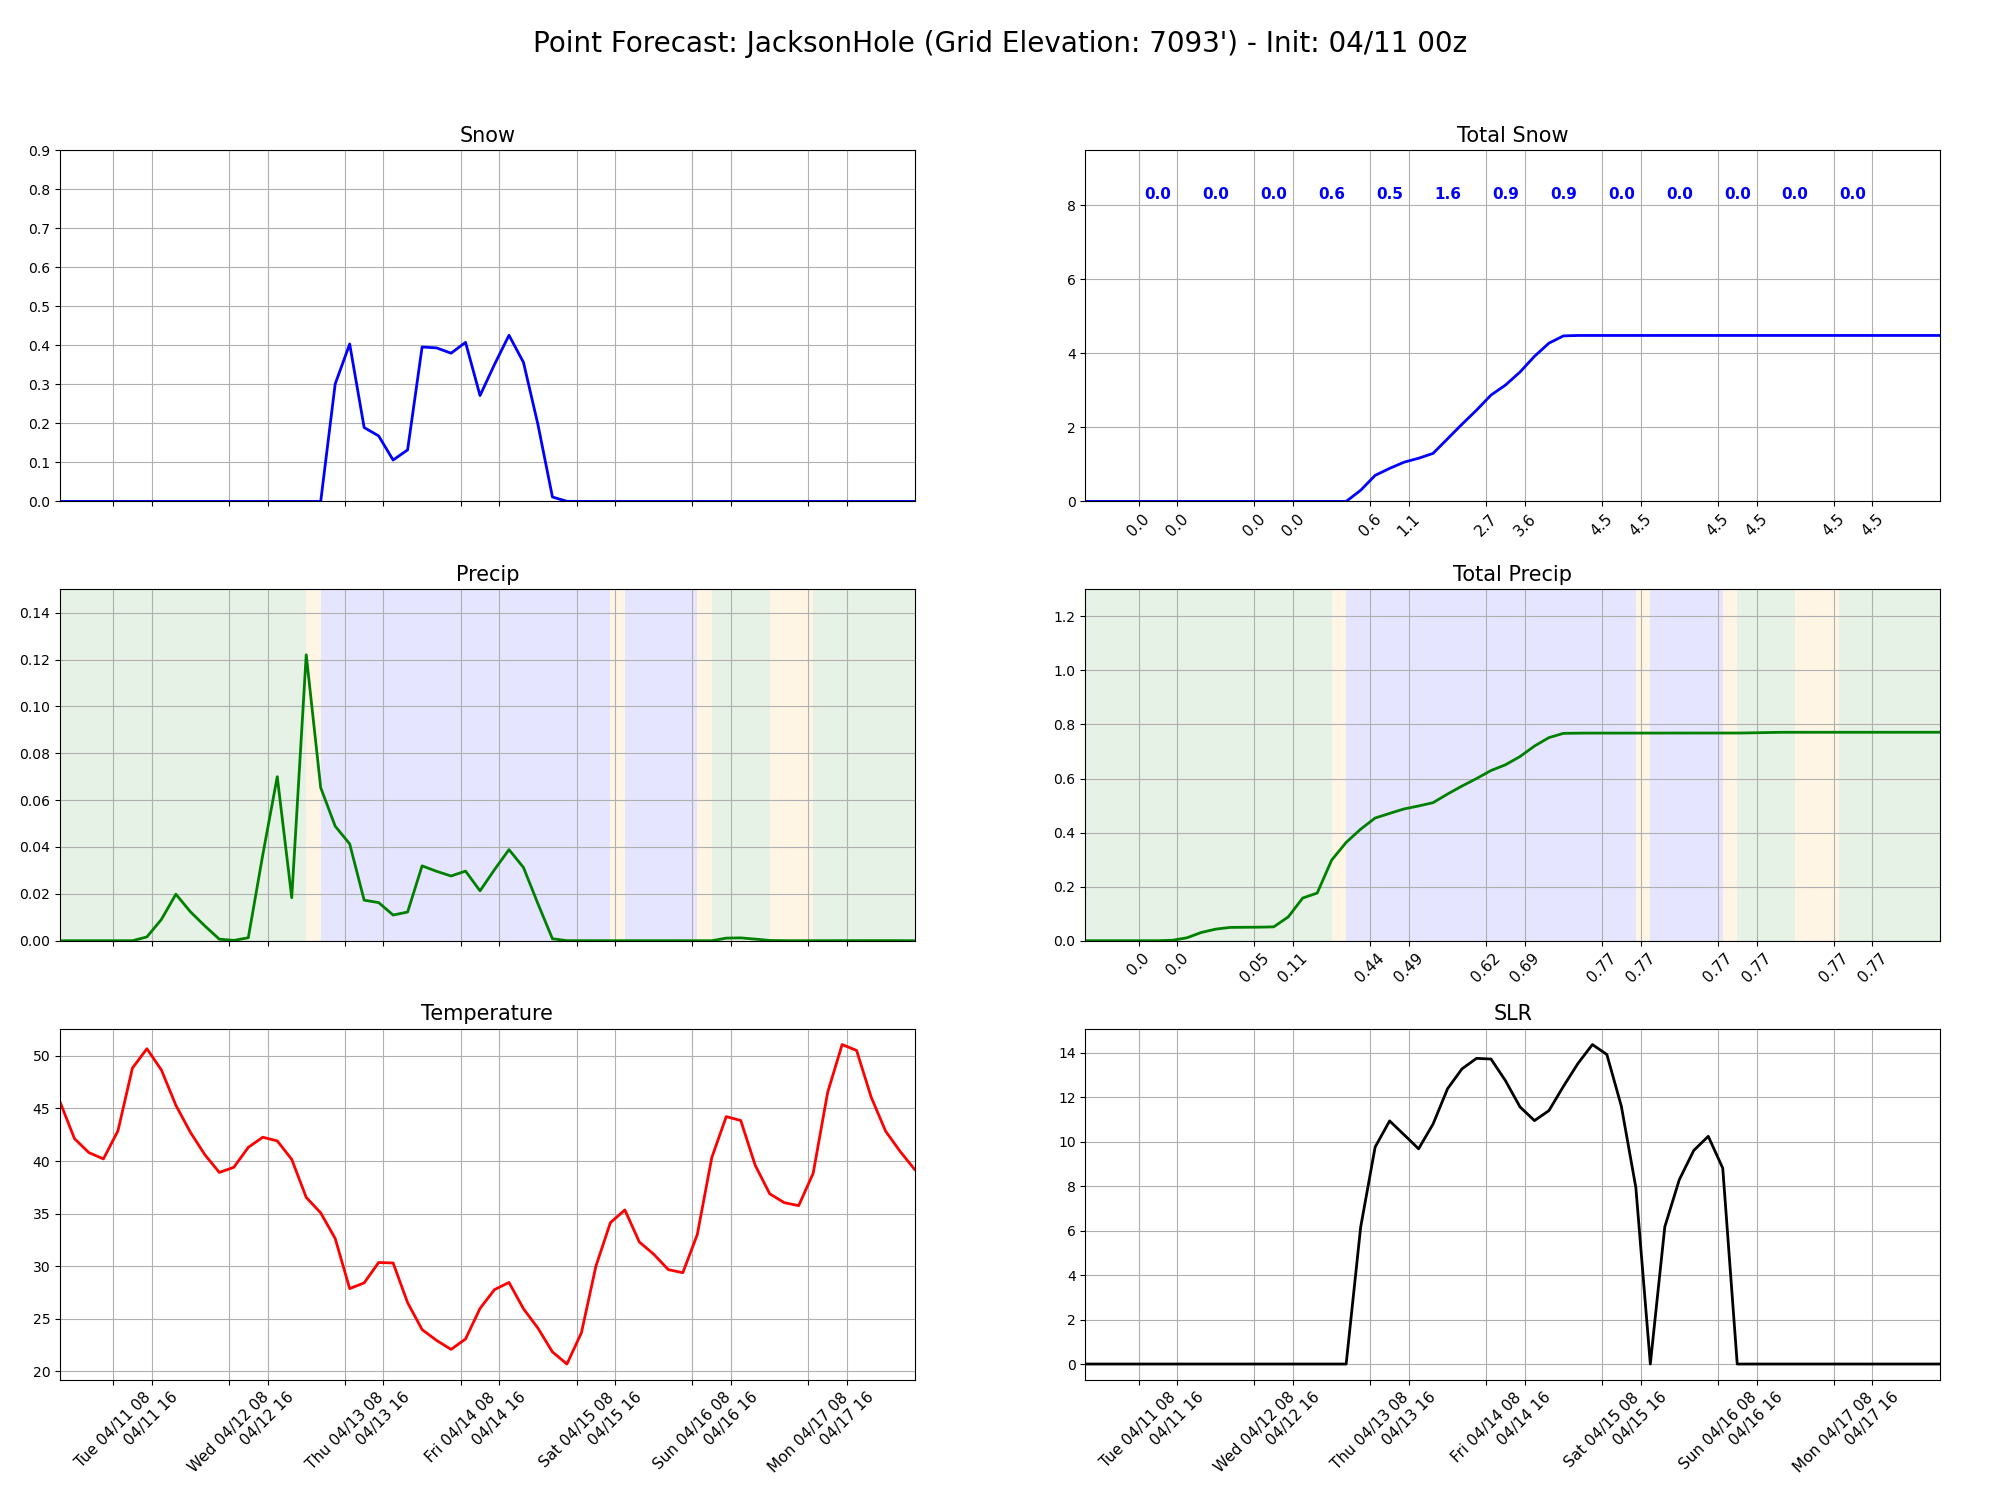 Point Forecast: JacksonHole (Grid Elevation: 7093') - Init: 04/11 00z
Snow
0.9
0.8
0.7
0.6
0.5
0.4
0.3
0.2
0.1
0.0
Total Snow
0.0 0.0 0.0 0.6 0.5 1.6 0.9 0.9 0.0 0.0 0.0 0.0 0.0
8
6
4
2
0
0.0 0.0 0.0 0.0 0.6 1.1 2.7 3.6 4.5 4.5 4.5 4.5 4.5 4.5
Precip
0.14
0.12
0.10
0.08
0.06
0.04
0.02
0.00
Total Precip
1.2
1.0
0.8
0.6
0.4
0.2
0.0
0.0 0.0 0.05 0.11 0.44 0.49 0.62 0.69 0.77 0.77 0.77 0.77 0.77 0.77
Temperature
50
45
40
35
30
25
20
Tue 04/11 08
04/11 16
Wed 04/12 08
04/12 16
Thu 04/13 08
04/13 16
Fri 04/14 08
04/14 16
Sat 04/15 08
04/15 16
Sun 04/16 08
04/16 16
Mon 04/17 08
04/17 16
SLR
14
12
10
8
6
4
2
0
Tue 04/11 08
04/11 16
Wed 04/12 08
04/12 16
Thu 04/13 08
04/13 16
Fri 04/14 08
04/14 16
Sat 04/15 08
04/15 16
Sun 04/16 08
04/16 16
Mon 04/17 08
04/17 16